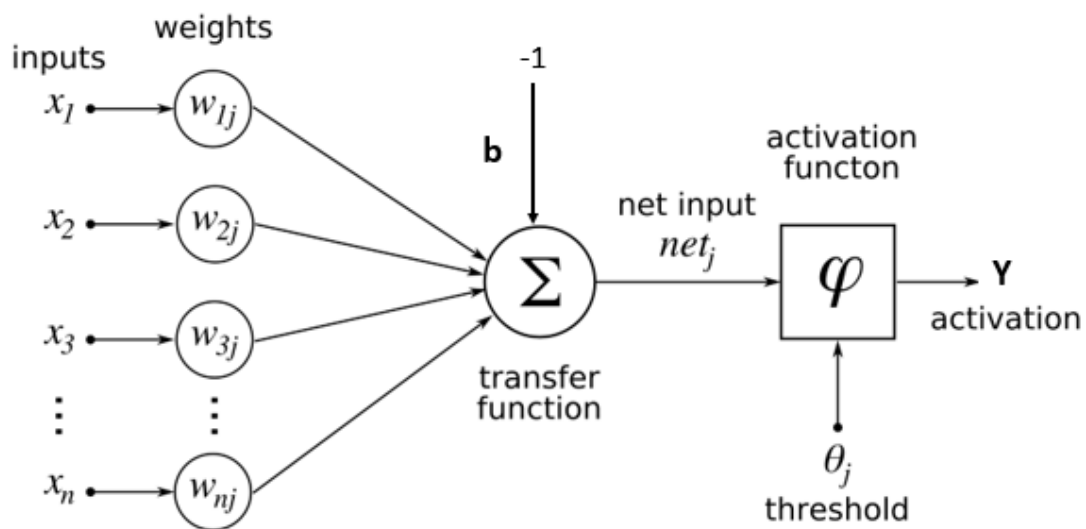 weights
inputs
x1
w1j
x2
w2j
x3
w3j
⋮ ⋮
xn
wnj
-1
b
Σ
transfer
function
net input
netj
activation
functon
φ
Y
activation
θj
threshold